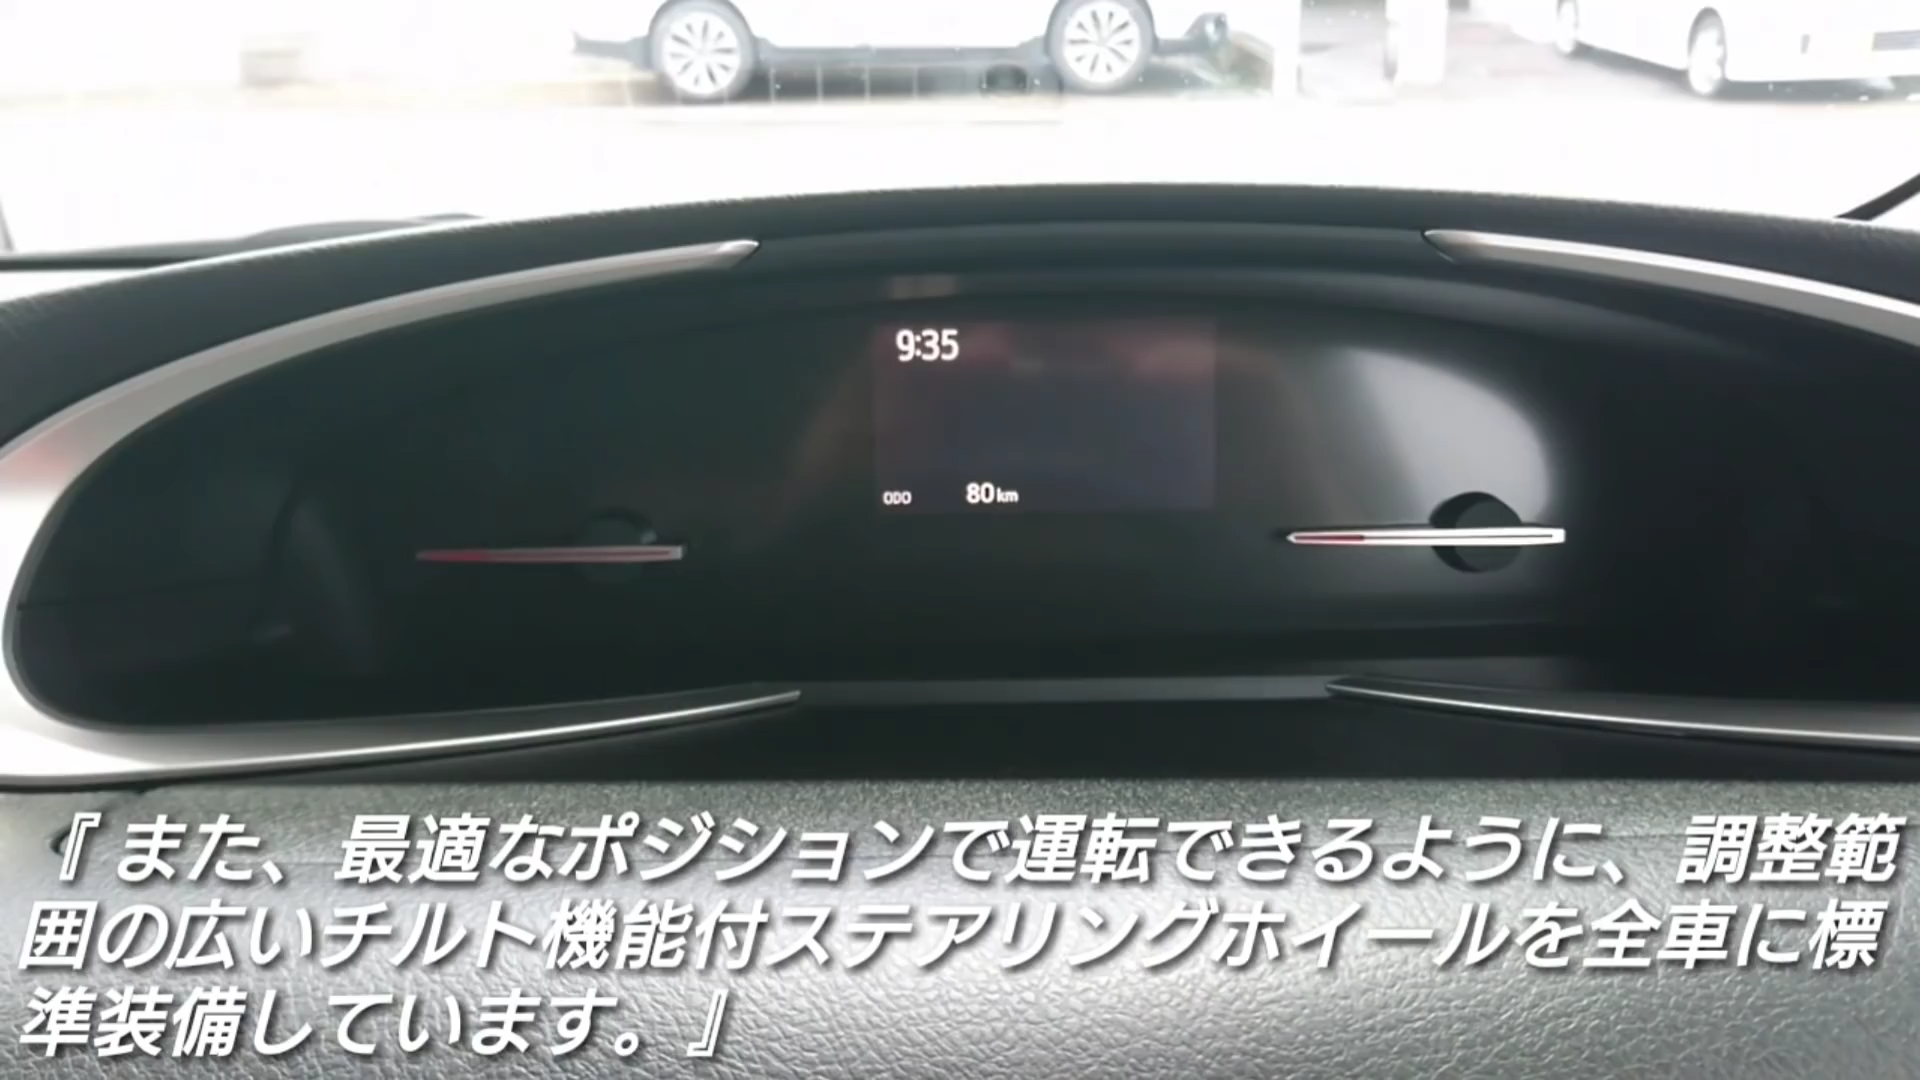 9:35
ODO 80km
『また、最適なポジションで運転できるように、調整範
囲の広いチルト機能付ステアリングホイールを全車に標
準装備しています。』